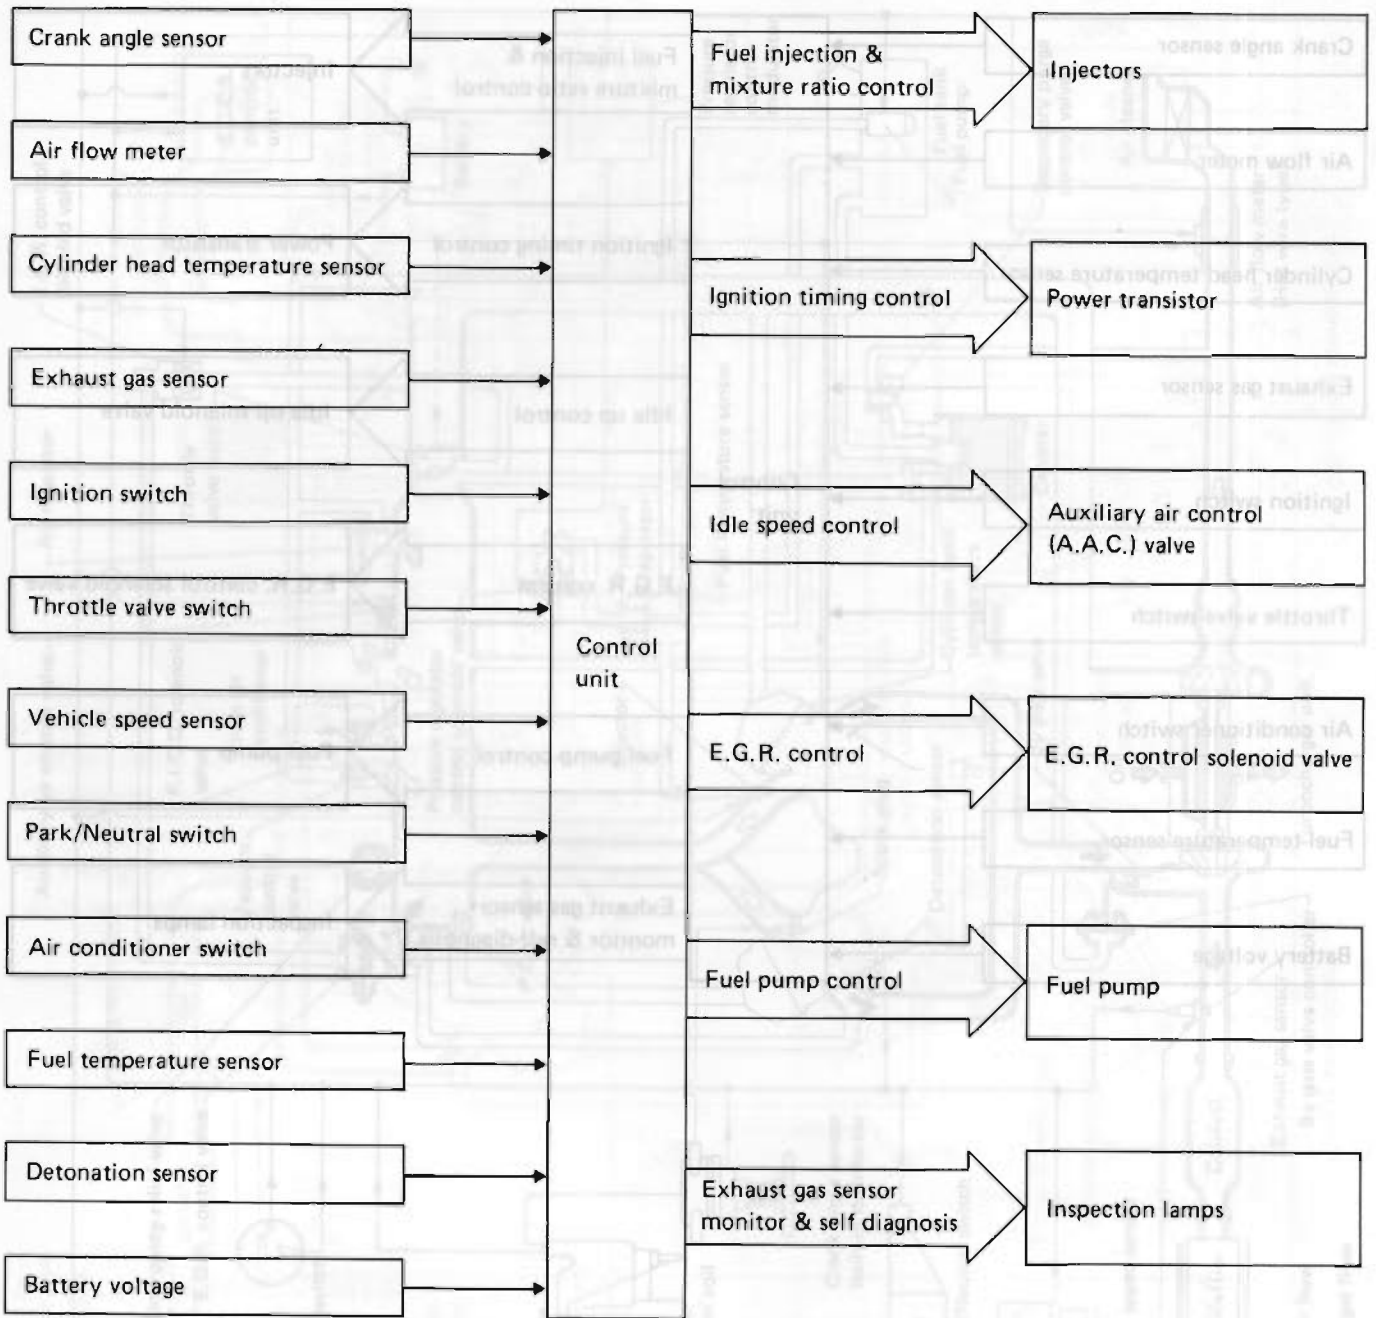 Crank angle sensor
Air flow meter
Cylinder head temperature sensor
Exhaust gas sensor
Ignition switch
Throttle valve switch
Vehicle speed sensor
Park/Neutral switch
Air conditioner switch
Fuel temperature sensor
Detonation sensor
Battery voltage
Control
unit
Fuel injection &
mixture ratio control
Ignition timing control
Idle speed control
E.G.R. control
Fuel pump control
Exhaust gas sensor
monitor & self diagnosis
Injectors
Power transistor
Auxiliary air control
(A.A.C.) valve
E.G.R. control solenoid valve
Fuel pump
Inspection lamps